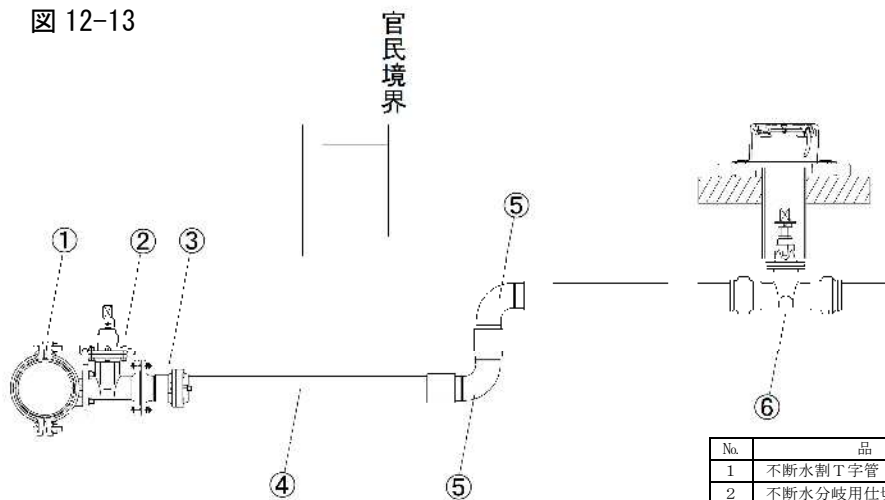 図 12-13
官民境界
①
②
③
⑤
④
⑤
⑥
No. 品
1 不断水割T字管
2 不断水分岐用仕切